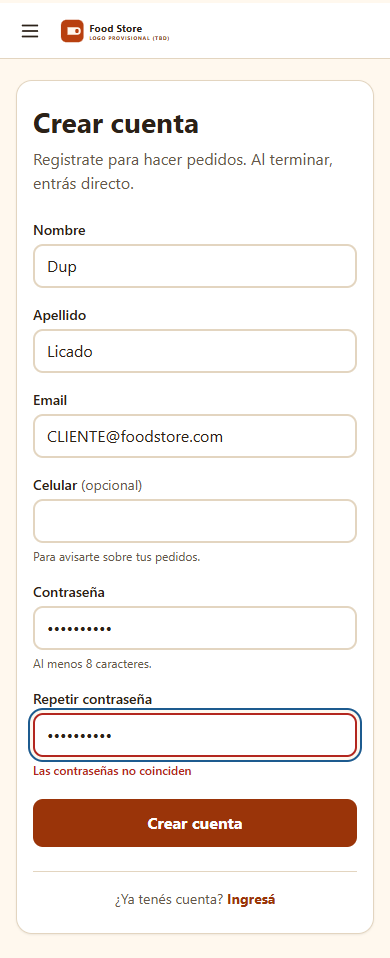 Food Store
LOGO PROVISIONAL (TBD)
Crear cuenta
Registrate para hacer pedidos. Al terminar,
entrás directo.
Nombre
Dup
Apellido
Licado
Email
CLIENTE@foodstore.com
Celular (opcional)
Para avisarte sobre tus pedidos.
Contraseña
••••••••••
Al menos 8 caracteres.
Repetir contraseña
••••••••••
Las contraseñas no coinciden
Crear cuenta
¿Ya tenés cuenta? Ingresá